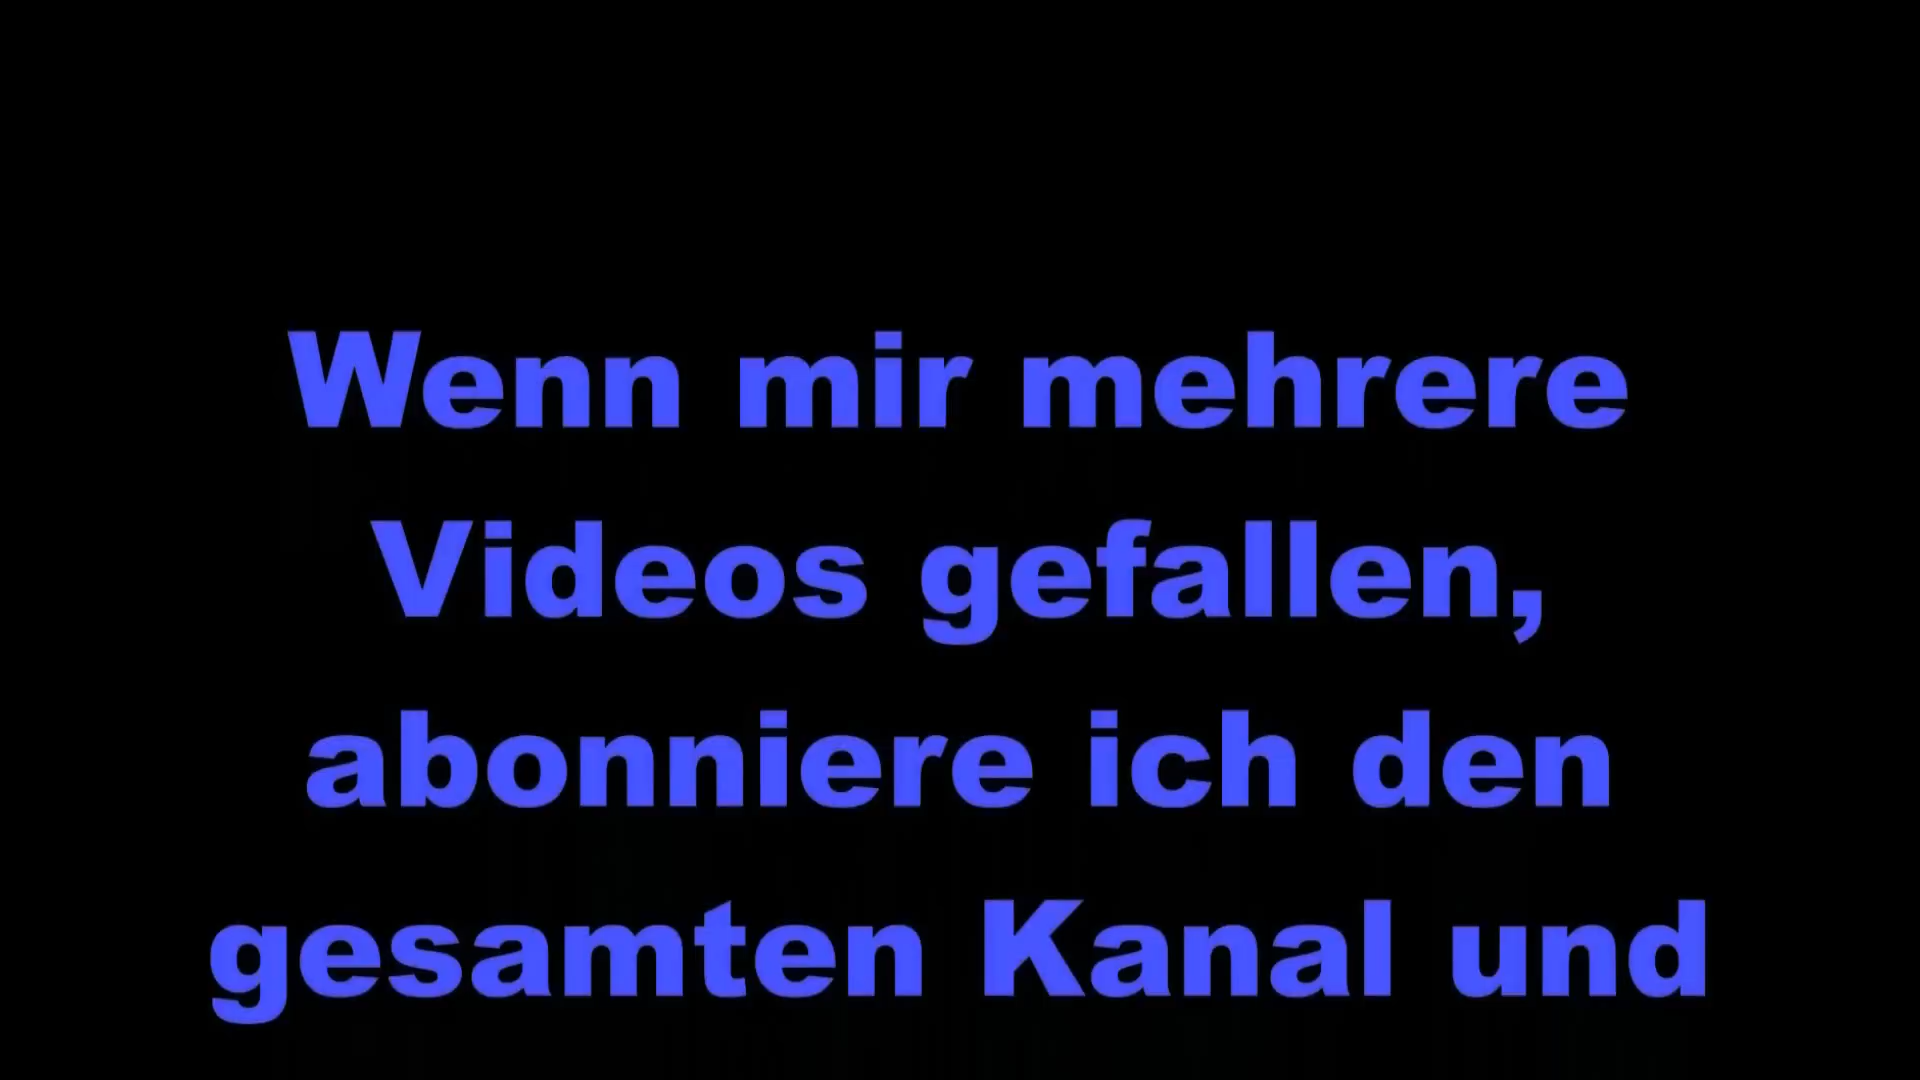 Wenn mir mehrere
Videos gefallen,
abonniere ich den
gesamten Kanal und